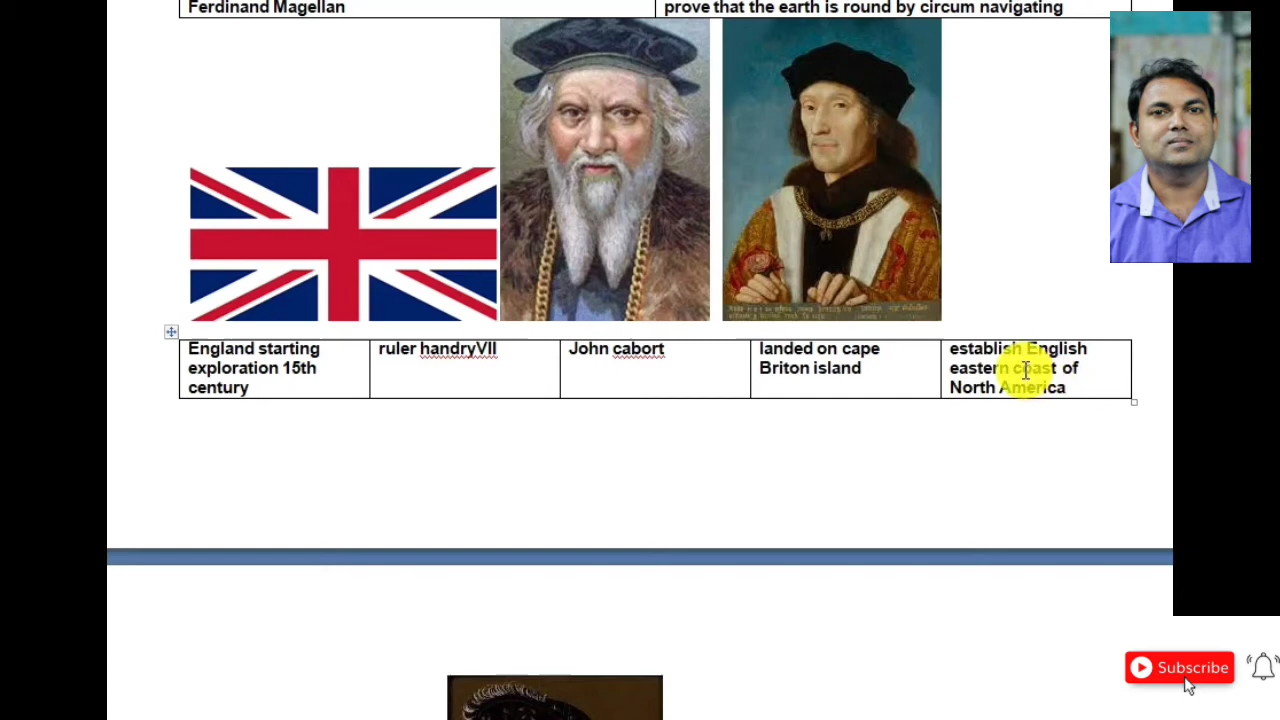 Ferdinand Magellan
prove that the earth is round by circum navigating
England starting
exploration 15th
century
ruler handryVII
John cabort
landed on cape
Briton island
establish English
eastern coast of
North America
Subscribe